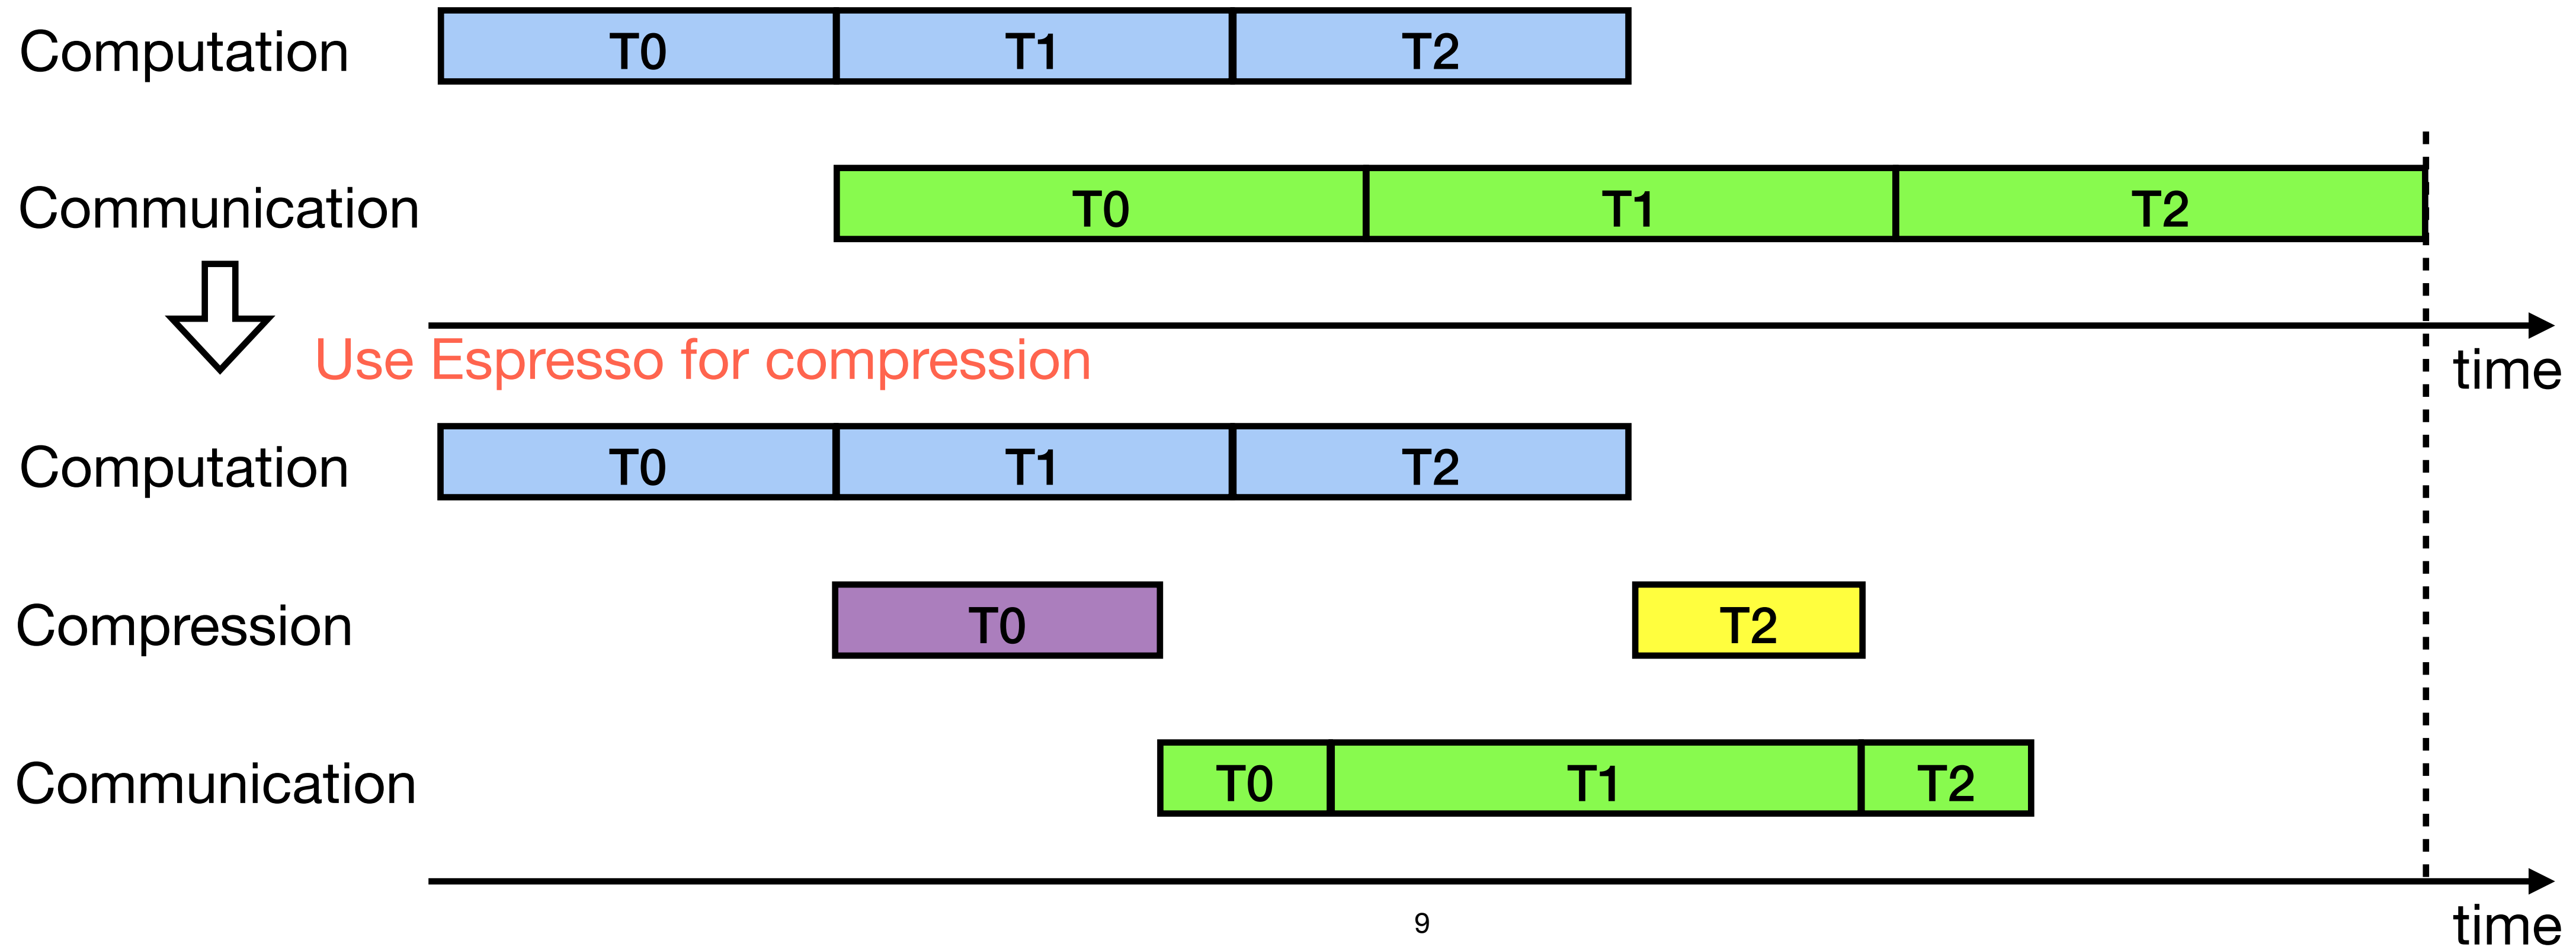 Computation T0 T1 T2
Communication T0 T1 T2
Use Espresso for compression
time
Computation T0 T1 T2
Compression T0 T2
Communication T0 T1 T2
9
time